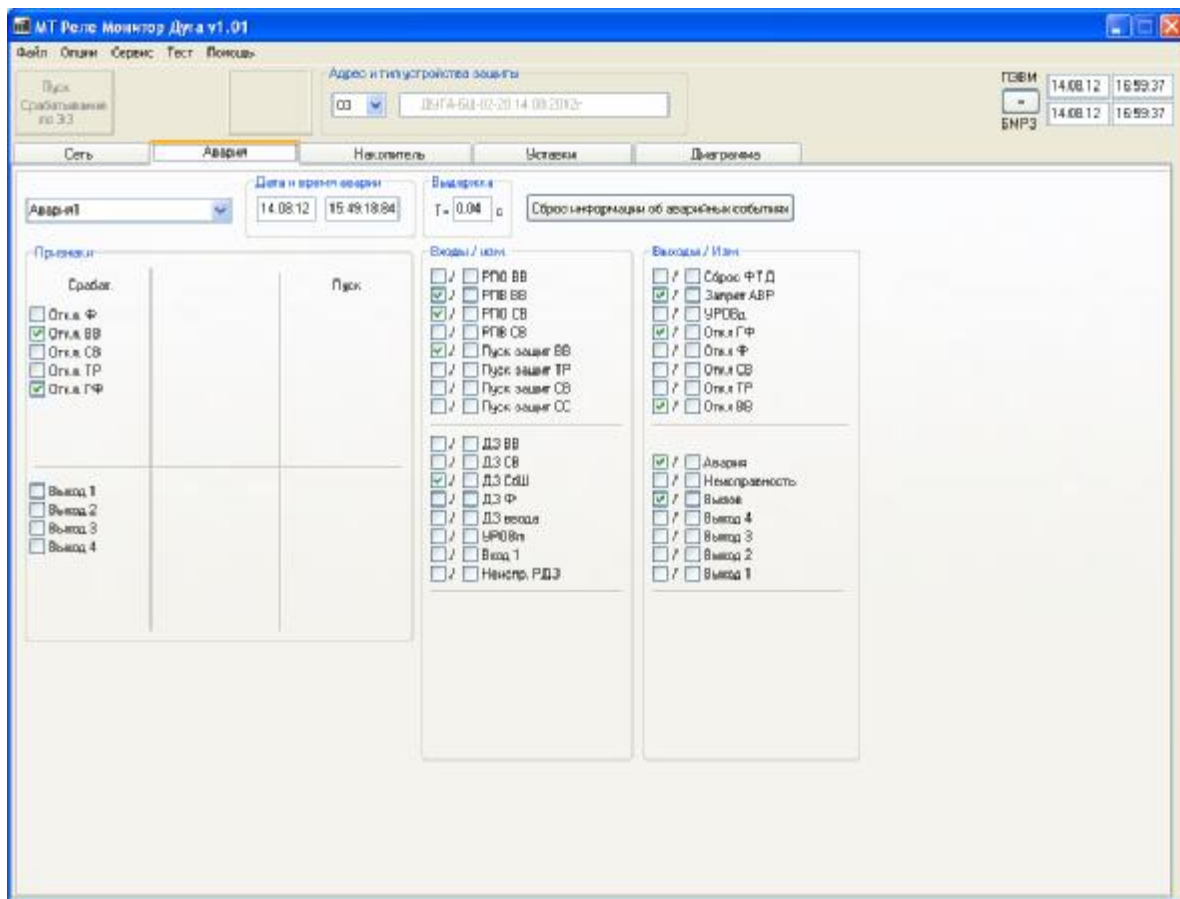 МТ Реле Монитор Дуга v1.01
Файл Опции Сервис Тест Помощь
Пуск
Срабатывание
по ЭЗ
Адрес и тип устройства защиты
03
ДУГА-БЦ-02-20 14.08.2012г
ПЭВМ
14.08.12 16:59:37
=
14.08.12 16:59:37
БМРЗ
Сеть Авария Накопитель Уставки Диаграмма
Авария1
Дата и время аварии
14.08.12 15:49:18.84
Выдержка
T= 0.04 с
Сброс информации об аварийных событиях
Признаки
Сработ. Пуск
Откл. Ф
Откл. ВВ
Откл. СВ
Откл. ТР
Откл. ГФ
Выход 1
Выход 2
Выход 3
Выход 4
Входы / изм.
/ РПО ВВ
/ РПВ ВВ
/ РПО СВ
/ РПВ СВ
/ Пуск защит ВВ
/ Пуск защит ТР
/ Пуск защит СВ
/ Пуск защит СС
/ ДЗ ВВ
/ ДЗ СВ
/ ДЗ СбШ
/ ДЗ Ф
/ ДЗ ввода
/ УРОВп
/ Вход 1
/ Неиспр. РДЗ
Выходы / Изм.
/ Сброс ФТД
/ Запрет АВР
/ УРОВд
/ Откл ГФ
/ Откл Ф
/ Откл СВ
/ Откл ТР
/ Откл ВВ
/ Авария
/ Неисправность
/ Вызов
/ Выход 4
/ Выход 3
/ Выход 2
/ Выход 1